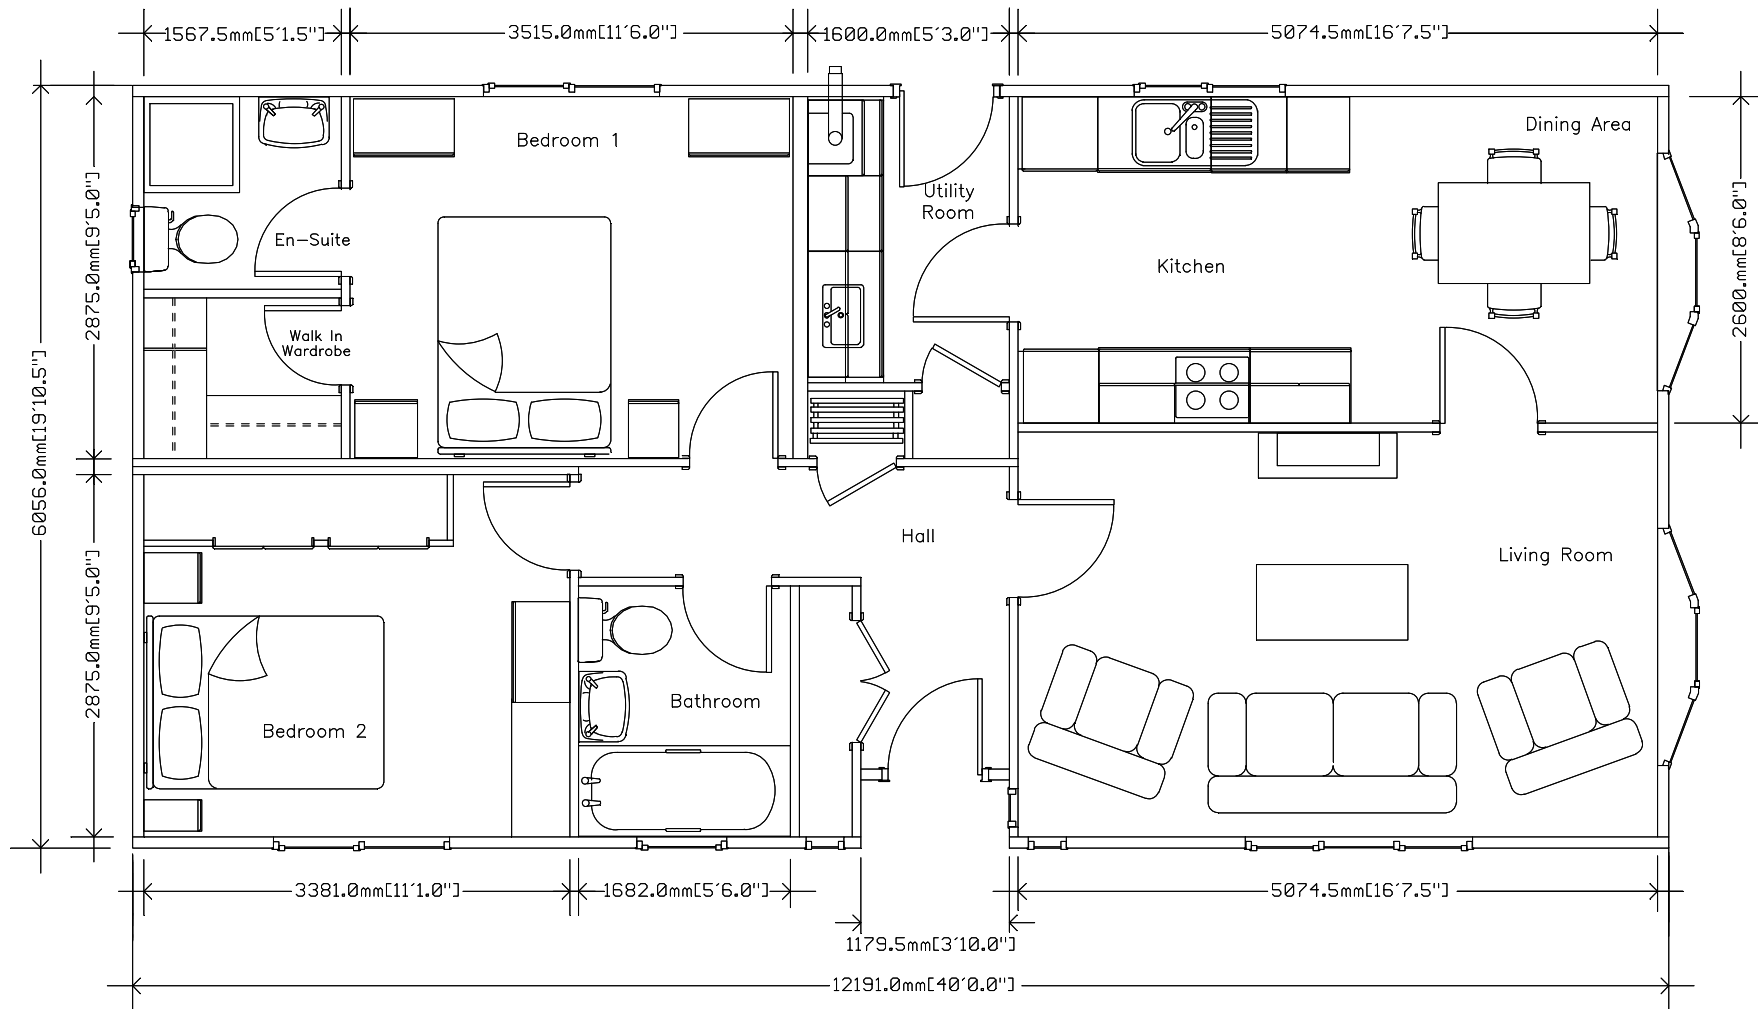 1567.5mm[5'1.5"]
3515.0mm[11'6.0"]
1600.0mm[5'3.0"]
5074.5mm[16'7.5"]
Bedroom 1
Dining Area
Utility
Room
En-Suite
Kitchen
Walk In
Wardrobe
2875.0mm[9'5.0"]
2600.0mm[8'6.0"]
6056.0mm[19'10.5"]
Hall
Living Room
2875.0mm[9'5.0"]
Bathroom
Bedroom 2
3381.0mm[11'1.0"]
1682.0mm[5'6.0"]
5074.5mm[16'7.5"]
1179.5mm[3'10.0"]
12191.0mm[40'0.0"]